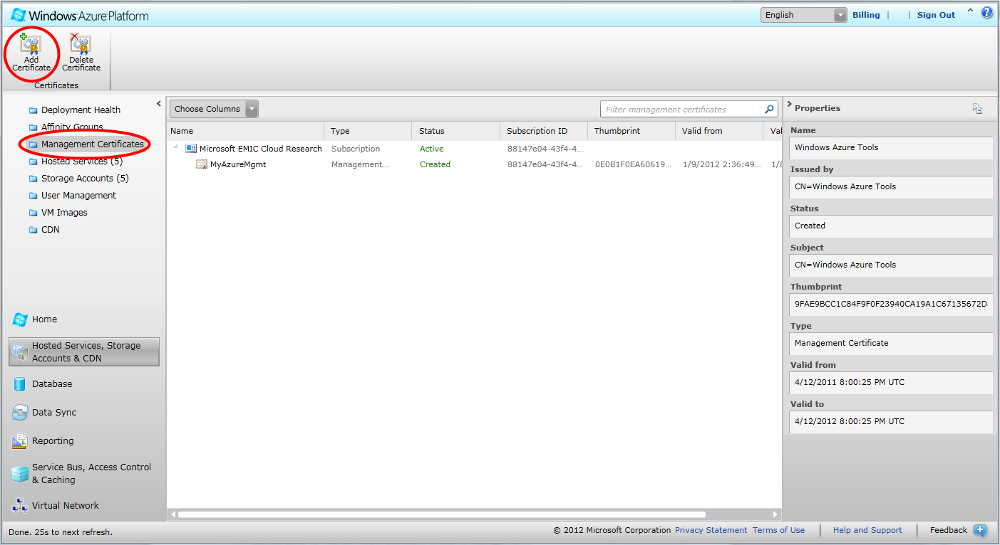 Windows Azure Platform
English
Billing | | Sign Out
Add
Certificate
Delete
Certificate
Certificates
Deployment Health
Affinity Groups
Management Certificates
Hosted Services (5)
Storage Accounts (5)
User Management
VM Images
CDN
Home
Hosted Services, Storage
Accounts & CDN
Database
Data Sync
Reporting
Service Bus, Access Control
& Caching
Virtual Network
Choose Columns
Filter management certificates
Name Type Status Subscription ID Thumbprint Valid from Val
Microsoft EMIC Cloud Research Subscription Active 88147e04-43f4-4...
MyAzureMgmt Management... Created 88147e04-43f4-4... 0E0B1F0EA60619... 1/9/2012 2:36:49... 1/8
Properties
Name
Windows Azure Tools
Issued by
CN=Windows Azure Tools
Status
Created
Subject
CN=Windows Azure Tools
Thumbprint
9FAE9BCC1C84F9F0F23940CA19A1C67135672D
Type
Management Certificate
Valid from
4/12/2011 8:00:25 PM UTC
Valid to
4/12/2012 8:00:25 PM UTC
Done. 25s to next refresh.
© 2012 Microsoft Corporation Privacy Statement Terms of Use | Help and Support | Feedback